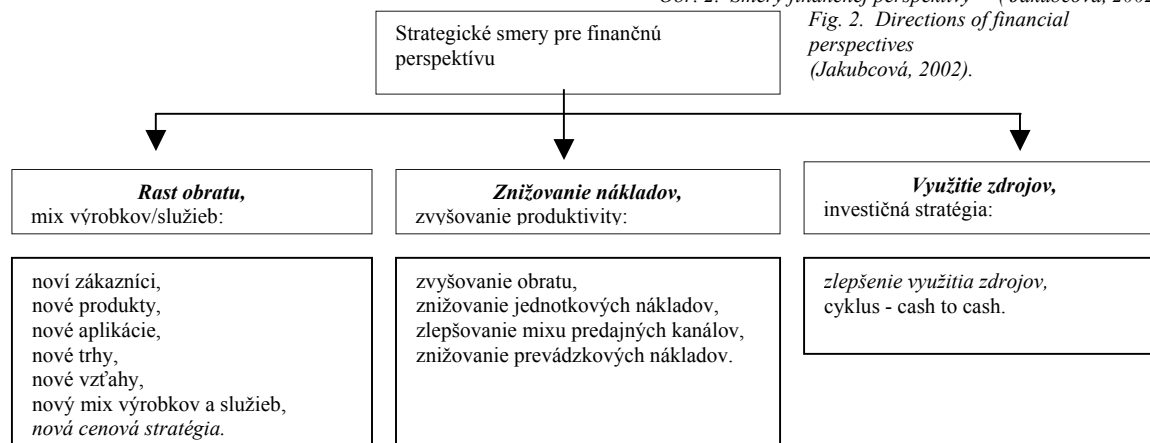 Obr. 2. Smery finančnej perspektívy (Jakubcová, 2002
Fig. 2. Directions of financial
perspectives
(Jakubcová, 2002).
Strategické smery pre finančnú
perspektívu
Rast obratu,
mix výrobkov/služieb:
Znižovanie nákladov,
zvyšovanie produktivity:
Využitie zdrojov,
investičná stratégia:
noví zákazníci,
nové produkty,
nové aplikácie,
nové trhy,
nové vzťahy,
nový mix výrobkov a služieb,
nová cenová stratégia.
zvyšovanie obratu,
znižovanie jednotkových nákladov,
zlepšovanie mixu predajných kanálov,
znižovanie prevádzkových nákladov.
zlepšenie využitia zdrojov,
cyklus - cash to cash.